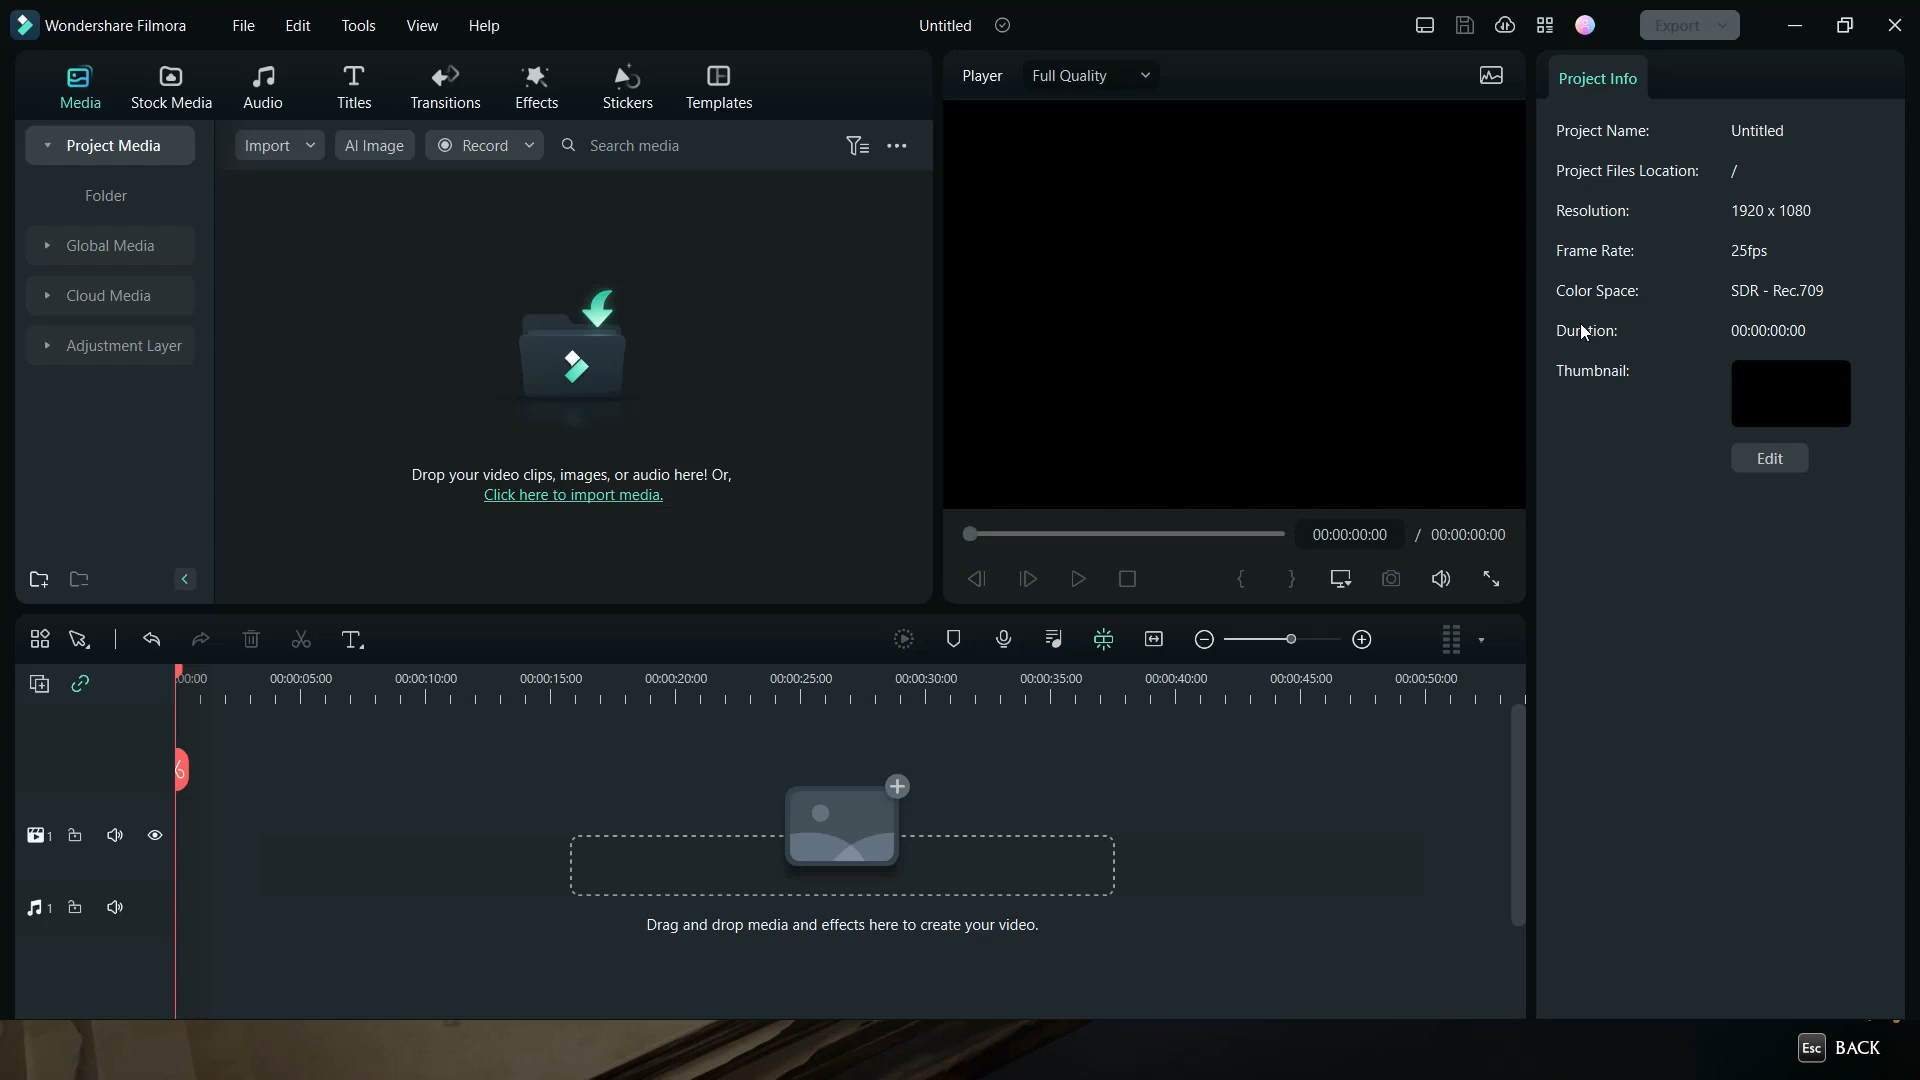 Wondershare Filmora
File
Edit
Tools
View
Help
Untitled
Export
Media
Stock Media
Audio
Titles
Transitions
Effects
Stickers
Templates
Player
Full Quality
Project Info
Project Media
Import
AI Image
Record
Search media
Folder
Global Media
Cloud Media
Adjustment Layer
Drop your video clips, images, or audio here! Or,
Click here to import media.
00:00:00:00 / 00:00:00:00
Project Name: Untitled
Project Files Location: /
Resolution: 1920 x 1080
Frame Rate: 25fps
Color Space: SDR - Rec.709
Duration: 00:00:00:00
Thumbnail:
Edit
:00:00
00:00:05:00
00:00:10:00
00:00:15:00
00:00:20:00
00:00:25:00
00:00:30:00
00:00:35:00
00:00:40:00
00:00:45:00
00:00:50:00
1
1
Drag and drop media and effects here to create your video.
Esc BACK